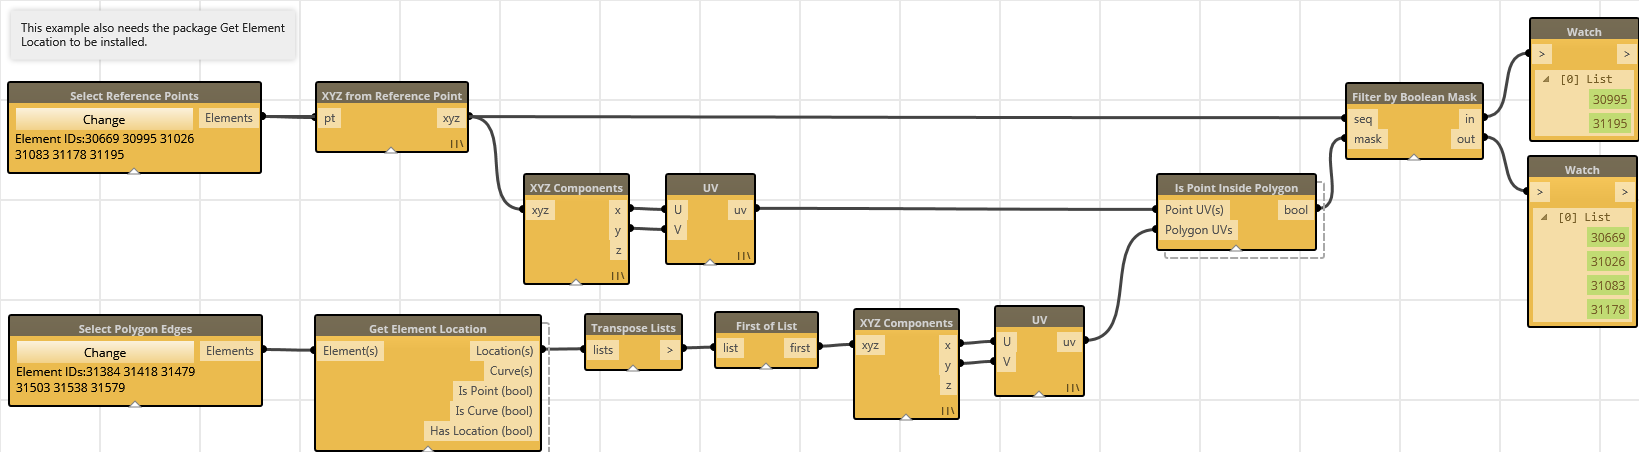 This example also needs the package Get Element
Location to be installed.
Select Reference Points
Change
Elements
Element IDs:30669 30995 31026
31083 31178 31195
XYZ from Reference Point
pt
xyz
XYZ Components
xyz
x
y
z
UV
U
uv
V
Is Point Inside Polygon
Point UV(s)
bool
Polygon UVs
Filter by Boolean Mask
seq
in
mask
out
Watch
>
>
[0] List
30995
31195
Watch
>
>
[0] List
30669
31026
31083
31178
Select Polygon Edges
Change
Elements
Element IDs:31384 31418 31479
31503 31538 31579
Get Element Location
Element(s)
Location(s)
Curve(s)
Is Point (bool)
Is Curve (bool)
Has Location (bool)
Transpose Lists
lists
>
First of List
list
first
XYZ Components
xyz
x
y
z
UV
U
uv
V